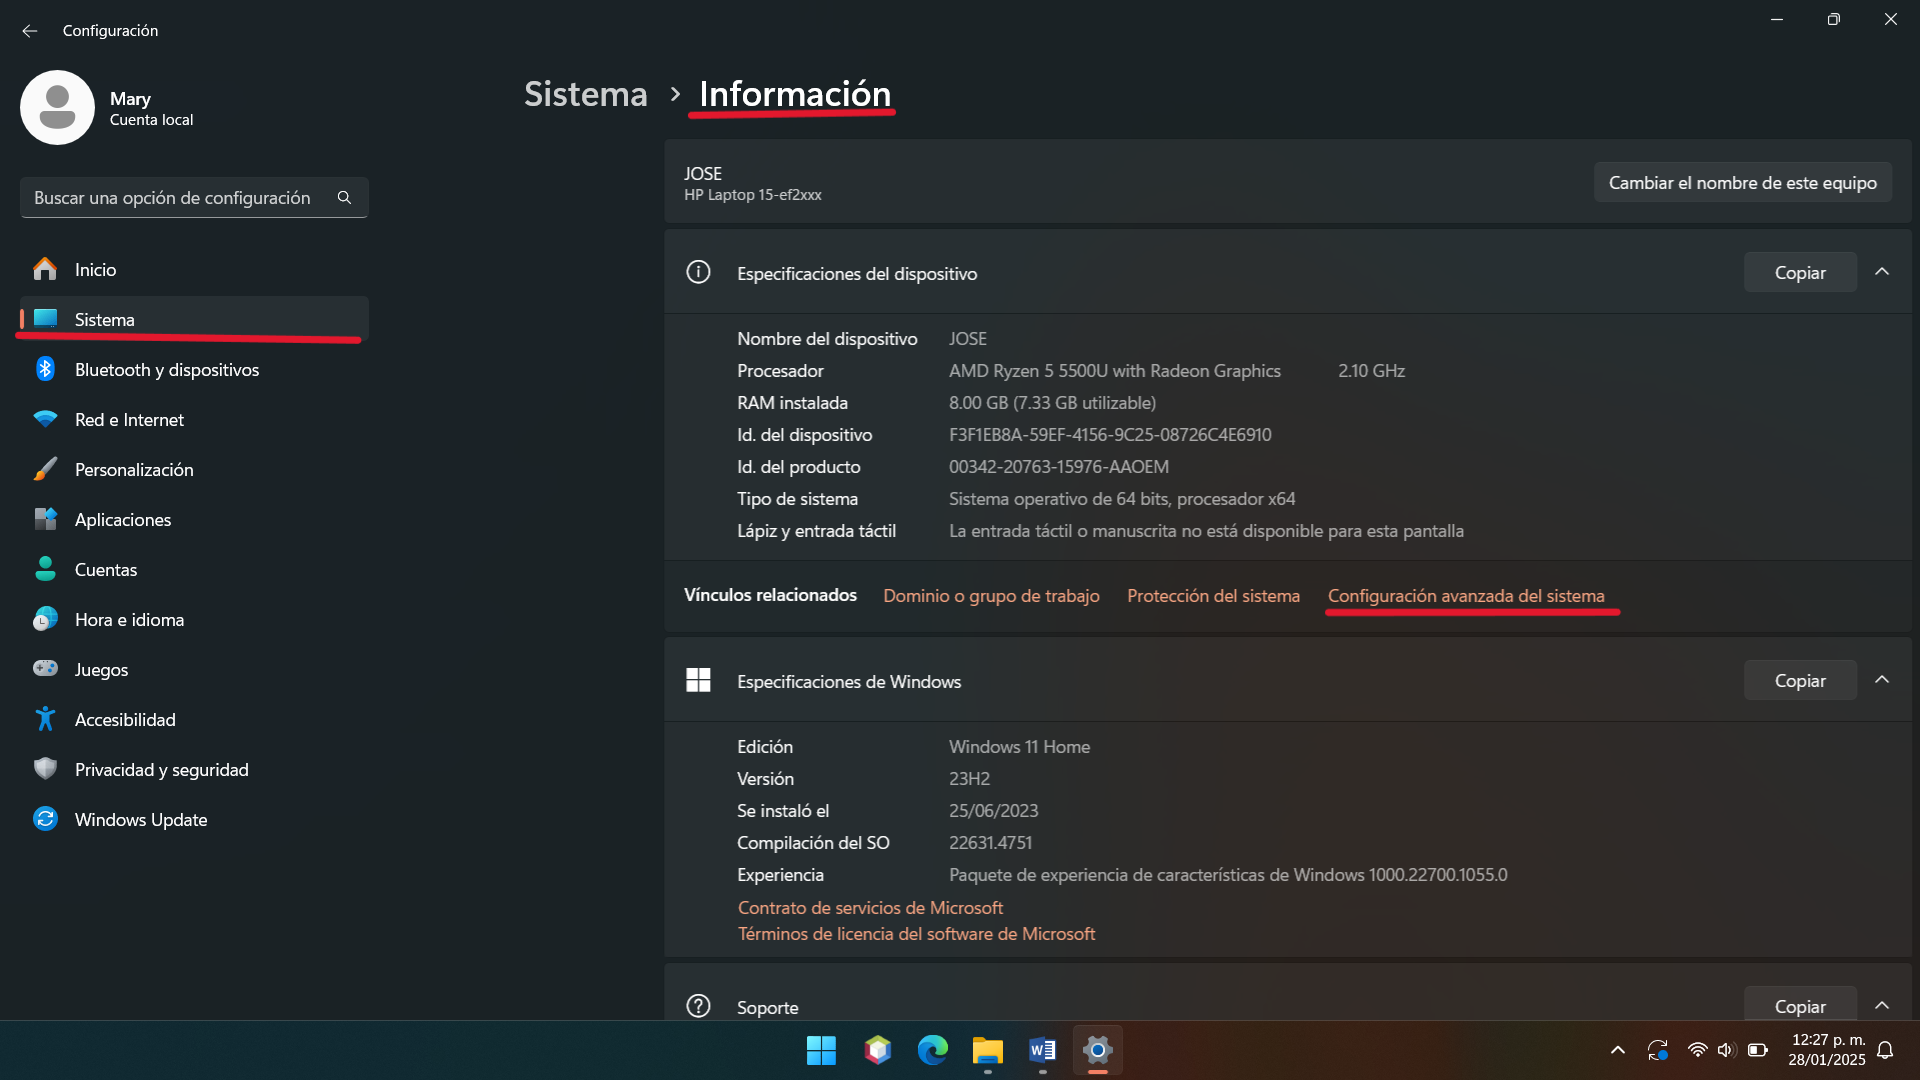 Configuración
Mary
Cuenta local
Buscar una opción de configuración
Inicio
Sistema
Bluetooth y dispositivos
Red e Internet
Personalización
Aplicaciones
Cuentas
Hora e idioma
Juegos
Accesibilidad
Privacidad y seguridad
Windows Update
Sistema > Información
JOSE
HP Laptop 15-ef2xxx
Cambiar el nombre de este equipo
Especificaciones del dispositivo
Copiar
Nombre del dispositivo JOSE
Procesador AMD Ryzen 5 5500U with Radeon Graphics 2.10 GHz
RAM instalada 8.00 GB (7.33 GB utilizable)
Id. del dispositivo F3F1EB8A-59EF-4156-9C25-08726C4E6910
Id. del producto 00342-20763-15976-AAOEM
Tipo de sistema Sistema operativo de 64 bits, procesador x64
Lápiz y entrada táctil La entrada táctil o manuscrita no está disponible para esta pantalla
Vínculos relacionados Dominio o grupo de trabajo Protección del sistema Configuración avanzada del sistema
Especificaciones de Windows
Copiar
Edición Windows 11 Home
Versión 23H2
Se instaló el 25/06/2023
Compilación del SO 22631.4751
Experiencia Paquete de experiencia de características de Windows 1000.22700.1055.0
Contrato de servicios de Microsoft
Términos de licencia del software de Microsoft
Soporte
Copiar
12:27 p. m.
28/01/2025